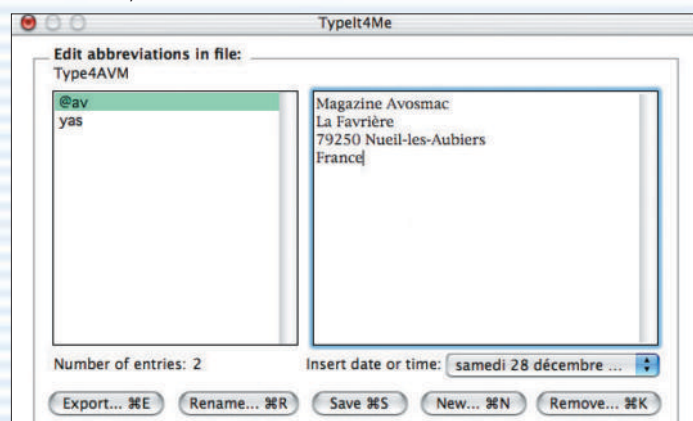 TypeIt4Me
Edit abbreviations in file:
Type4AVM
@av
yas
Magazine Avosmac
La Favrière
79250 Nueil-les-Aubiers
France
Number of entries: 2
Insert date or time: samedi 28 décembre ...
Export... ⌘E Rename... ⌘R Save ⌘S New... ⌘N Remove... ⌘K